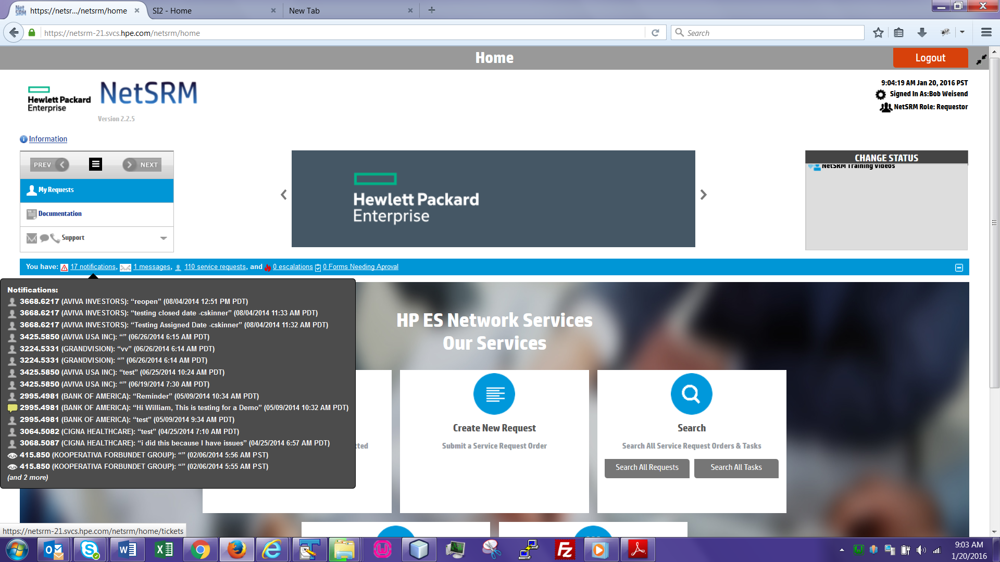 https://netsr.../netsrm/home
SI2 - Home
New Tab
https://netsrm-21.svcs.hpe.com/netsrm/home
Search
Home
Logout
Hewlett Packard
Enterprise
NetSRM
Version 2.2.5
9:04:19 AM Jan 20, 2016 PST
Signed In As:Bob Weisend
NetSRM Role: Requestor
Information
PREV
NEXT
My Requests
Documentation
Support
Hewlett Packard
Enterprise
CHANGE STATUS
NetSRM Training Videos
You have: 17 notifications, 1 messages, 110 service requests, and 0 escalations 0 Forms Needing Aproval
Notifications:
3668.6217 (AVIVA INVESTORS): “reopen” (08/04/2014 12:51 PM PDT)
3668.6217 (AVIVA INVESTORS): “testing closed date -cskinner” (08/04/2014 11:33 AM PDT)
3668.6217 (AVIVA INVESTORS): “Testing Assigned Date -cskinner” (08/04/2014 11:32 AM PDT)
3425.5850 (AVIVA USA INC): “” (06/26/2014 6:15 AM PDT)
3224.5331 (GRANDVISION): “vv” (06/26/2014 6:14 AM PDT)
3224.5331 (GRANDVISION): “” (06/26/2014 6:14 AM PDT)
3425.5850 (AVIVA USA INC): “test” (06/25/2014 10:24 AM PDT)
3425.5850 (AVIVA USA INC): “” (06/19/2014 7:30 AM PDT)
2995.4981 (BANK OF AMERICA): “Reminder” (05/09/2014 10:34 AM PDT)
2995.4981 (BANK OF AMERICA): “Hi William, This is testing for a Demo” (05/09/2014 10:32 AM PDT)
2995.4981 (BANK OF AMERICA): “test” (05/09/2014 9:34 AM PDT)
3064.5082 (CIGNA HEALTHCARE): “test” (04/25/2014 7:10 AM PDT)
3068.5087 (CIGNA HEALTHCARE): “i did this because I have issues” (04/25/2014 6:57 AM PDT)
415.850 (KOOPERATIVA FORBUNDET GROUP): “” (02/06/2014 5:56 AM PST)
415.850 (KOOPERATIVA FORBUNDET GROUP): “” (02/06/2014 5:55 AM PST)
(and 2 more)
HP ES Network Services
Our Services
tted
Create New Request
Submit a Service Request Order
Search
Search All Service Request Orders & Tasks
Search All Requests
Search All Tasks
https://netsrm-21.svcs.hpe.com/netsrm/home/tickets
9:03 AM
1/20/2016